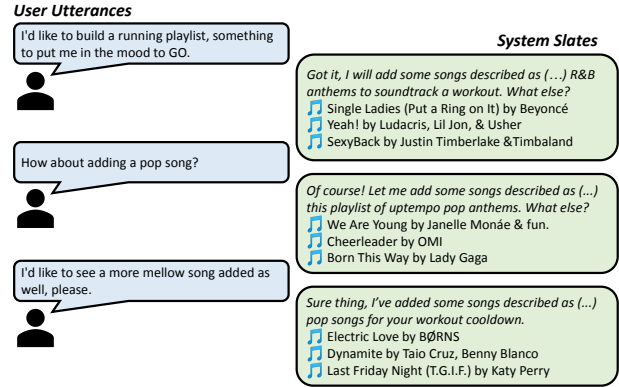 User Utterances
I'd like to build a running playlist, something
to put me in the mood to GO.
System Slates
Got it, I will add some songs described as (…) R&B
anthems to soundtrack a workout. What else?
Single Ladies (Put a Ring on It) by Beyoncé
Yeah! by Ludacris, Lil Jon, & Usher
SexyBack by Justin Timberlake &Timbaland
How about adding a pop song?
Of course! Let me add some songs described as (...)
this playlist of uptempo pop anthems. What else?
We Are Young by Janelle Monáe & fun.
Cheerleader by OMI
Born This Way by Lady Gaga
I'd like to see a more mellow song added as
well, please.
Sure thing, I've added some songs described as (...)
pop songs for your workout cooldown.
Electric Love by BØRNS
Dynamite by Taio Cruz, Benny Blanco
Last Friday Night (T.G.I.F.) by Katy Perry